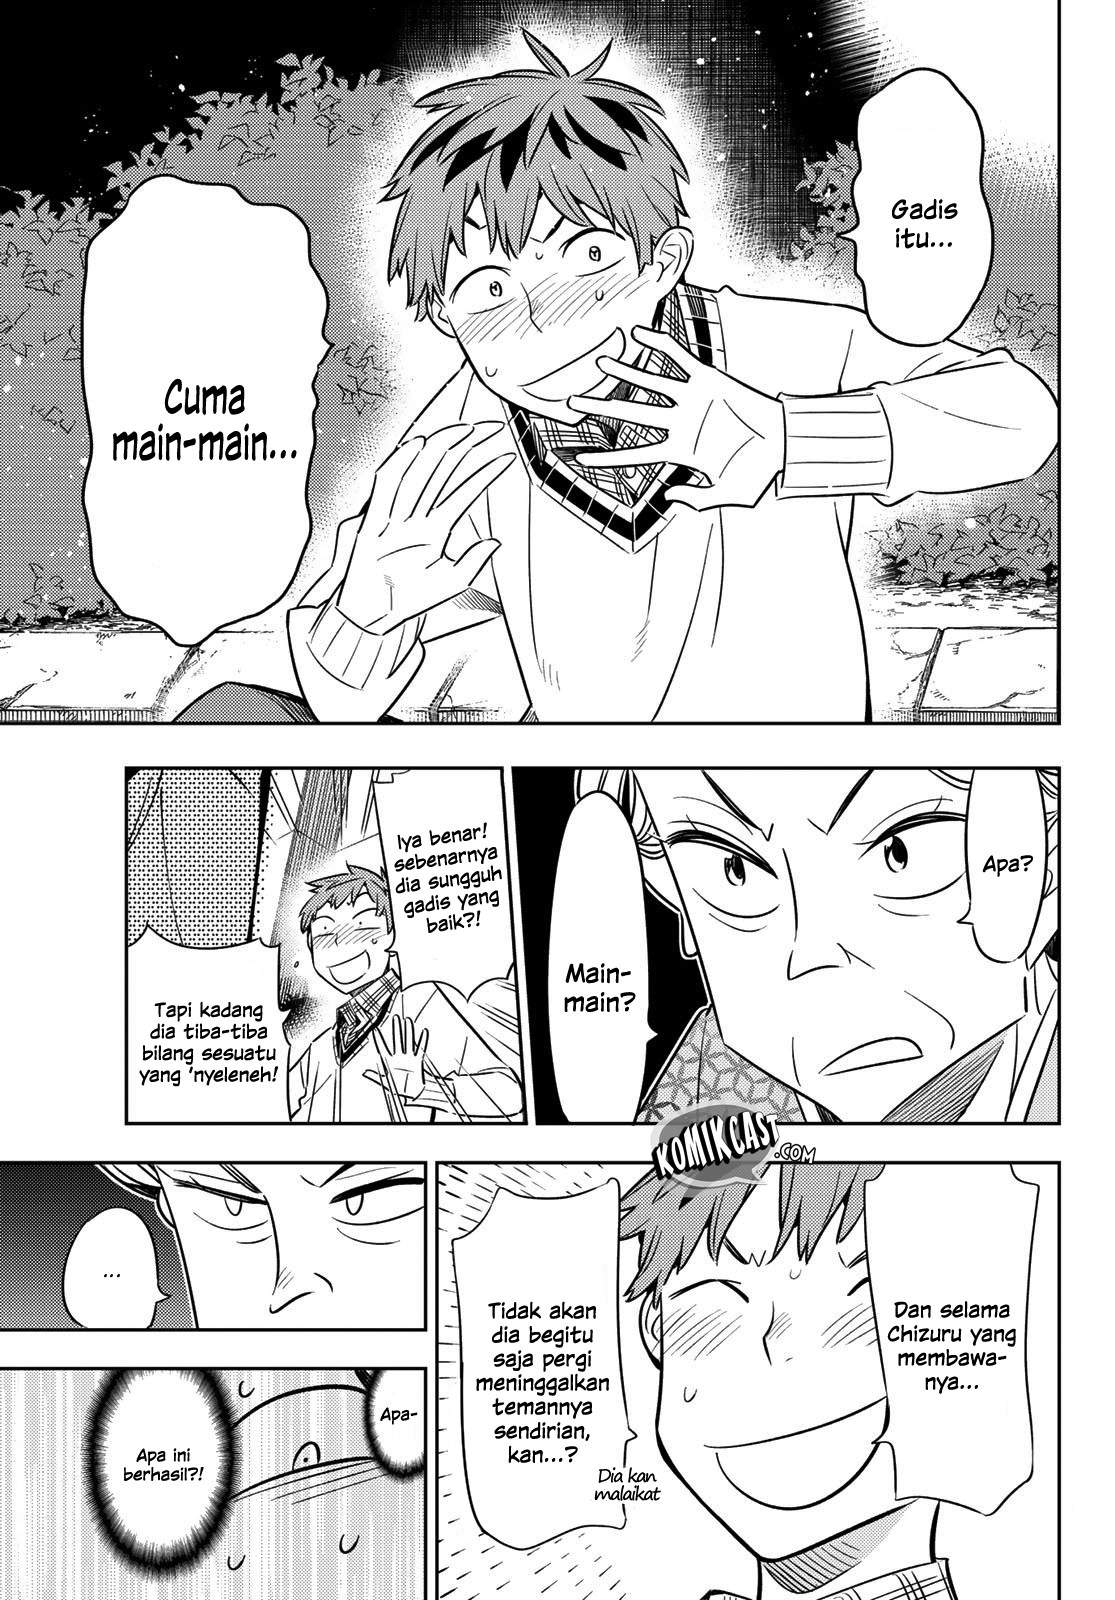 Gadis
itu...
Cuma
main-main...
Apa?
Main-
main?
Iya benar!
sebenarnya
dia sungguh
gadis yang
baik?!
Tapi kadang
dia tiba-tiba
bilang sesuatu
yang 'nyeleneh!
KOMIKCAST
.COM
Dan selama
Chizuru yang
membawa-
nya...
Tidak akan
dia begitu
saja pergi
meninggalkan
temannya
sendirian,
kan...?
Dia kan
malaikat
...
Apa-
Apa ini
berhasil?!